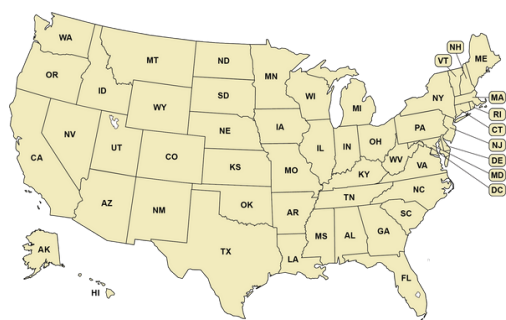 WA
OR
CA
NV
ID
MT
WY
UT
CO
AZ
NM
ND
SD
NE
KS
OK
TX
MN
IA
MO
AR
LA
WI
IL
MI
IN
OH
KY
TN
MS
AL
GA
FL
SC
NC
VA
WV
PA
NY
VT
NH
ME
MA
RI
CT
NJ
DE
MD
DC
AK
HI